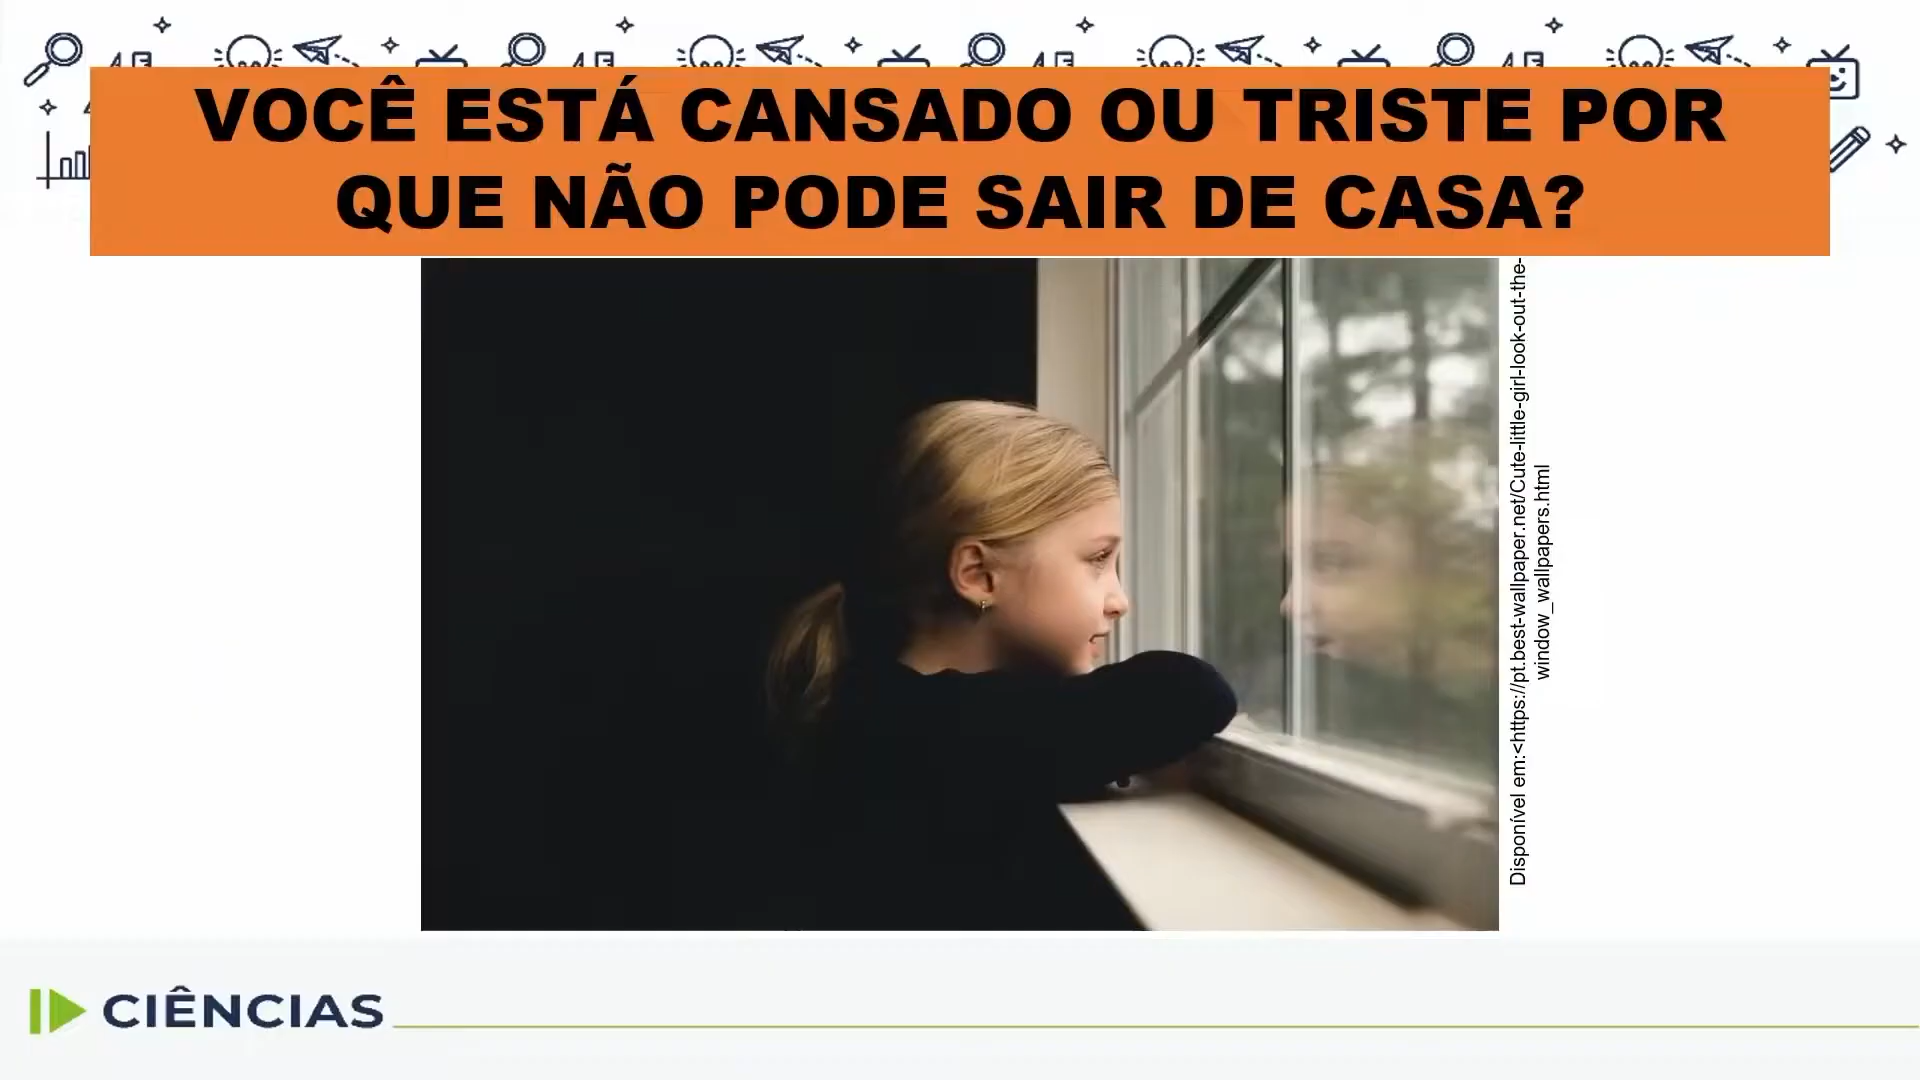 VOCÊ ESTÁ CANSADO OU TRISTE POR
QUE NÃO PODE SAIR DE CASA?
Disponível em:<https://pt.best-wallpaper.net/Cute-little-girl-look-out-the-
window_wallpapers.html
CIÊNCIAS